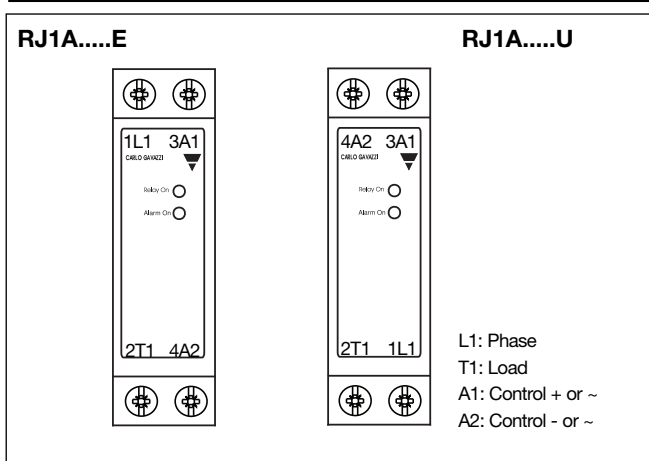 RJ1A.....E
RJ1A.....U
1L1 3A1
CARLO GAVAZZI
Relay On
Alarm On
2T1 4A2
4A2 3A1
CARLO GAVAZZI
Relay On
Alarm On
2T1 1L1
L1: Phase
T1: Load
A1: Control + or ~
A2: Control - or ~